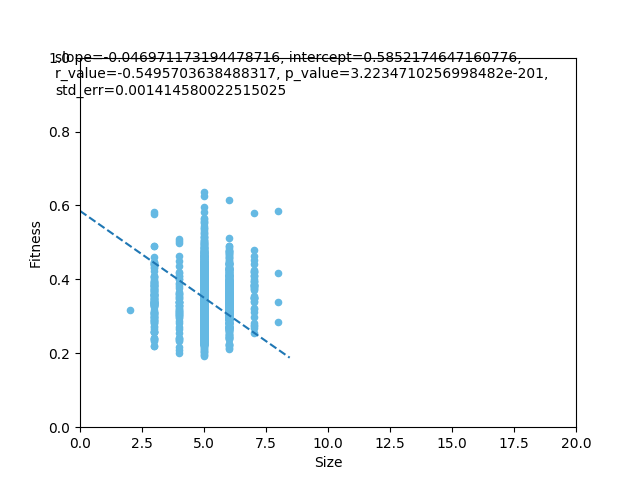 slope=-0.046971173194478716, intercept=0.5852174647160776,
r_value=-0.5495703638488317, p_value=3.2234710256998482e-201,
std_err=0.001414580022515025
1.0
0.8
0.6
0.4
0.2
0.0
Fitness
0.0 2.5 5.0 7.5 10.0 12.5 15.0 17.5 20.0
Size